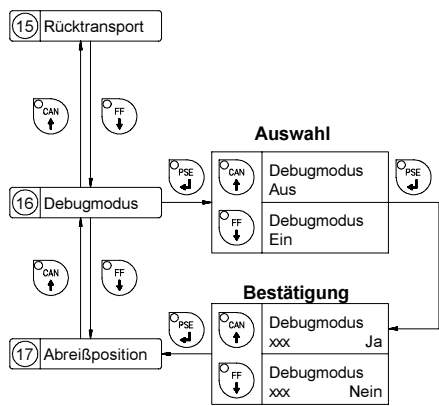 15 Rücktransport
CAN
FF
Auswahl
PSE
CAN
Debugmodus
Aus
PSE
16 Debugmodus
FF
Debugmodus
Ein
CAN
FF
Bestätigung
PSE
CAN
Debugmodus
xxx Ja
17 Abreißposition
FF
Debugmodus
xxx Nein